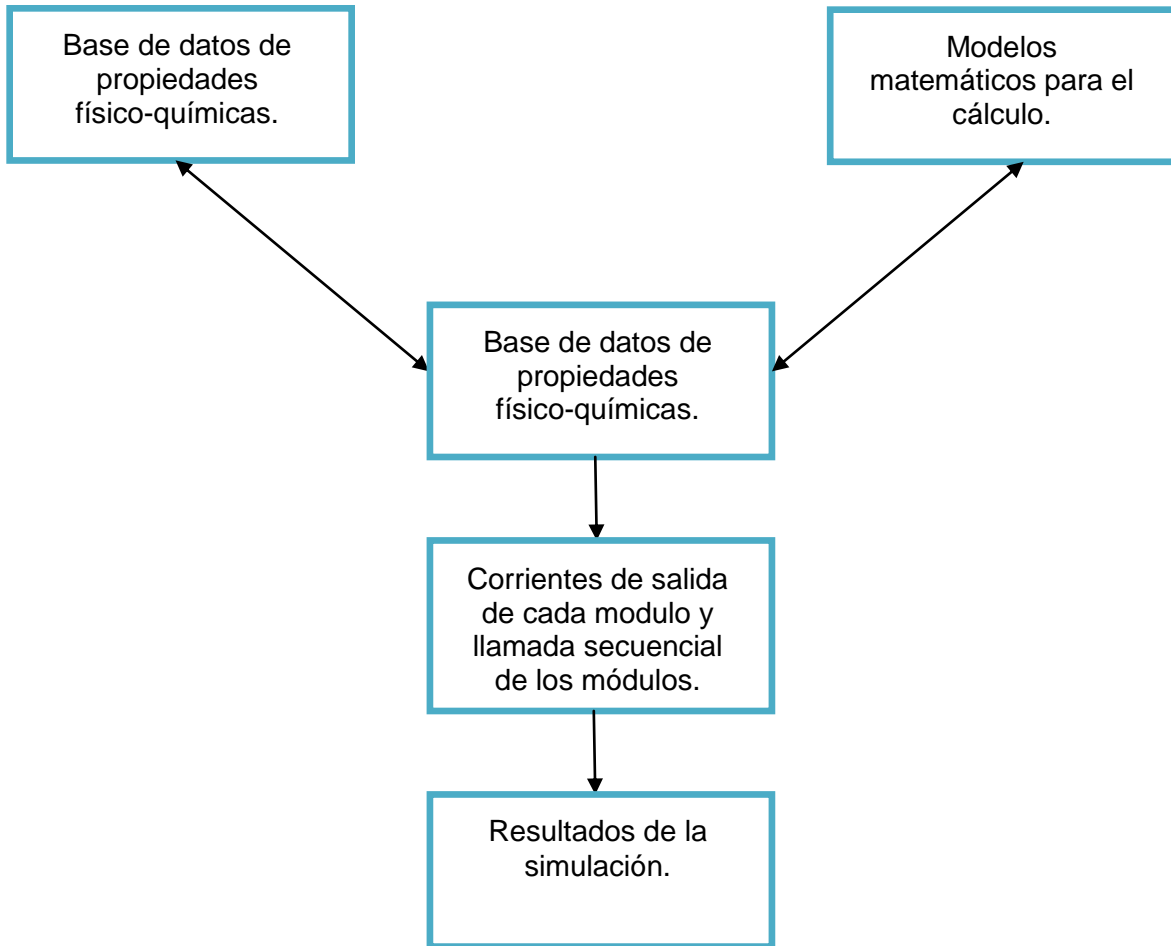 Base de datos de
propiedades
físico-químicas.
Modelos
matemáticos para el
cálculo.
Base de datos de
propiedades
físico-químicas.
Corrientes de salida
de cada modulo y
llamada secuencial
de los módulos.
Resultados de la
simulación.